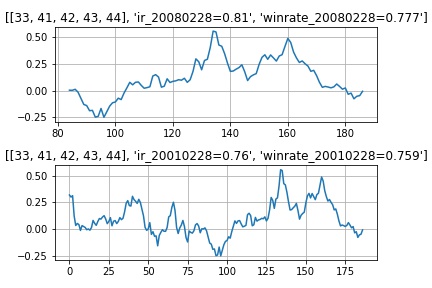 [[33, 41, 42, 43, 44], 'ir_20080228=0.81', 'winrate_20080228=0.777']
0.50
0.25
0.00
−0.25
80 100 120 140 160 180
[[33, 41, 42, 43, 44], 'ir_20010228=0.76', 'winrate_20010228=0.759']
0.50
0.25
0.00
−0.25
0 25 50 75 100 125 150 175